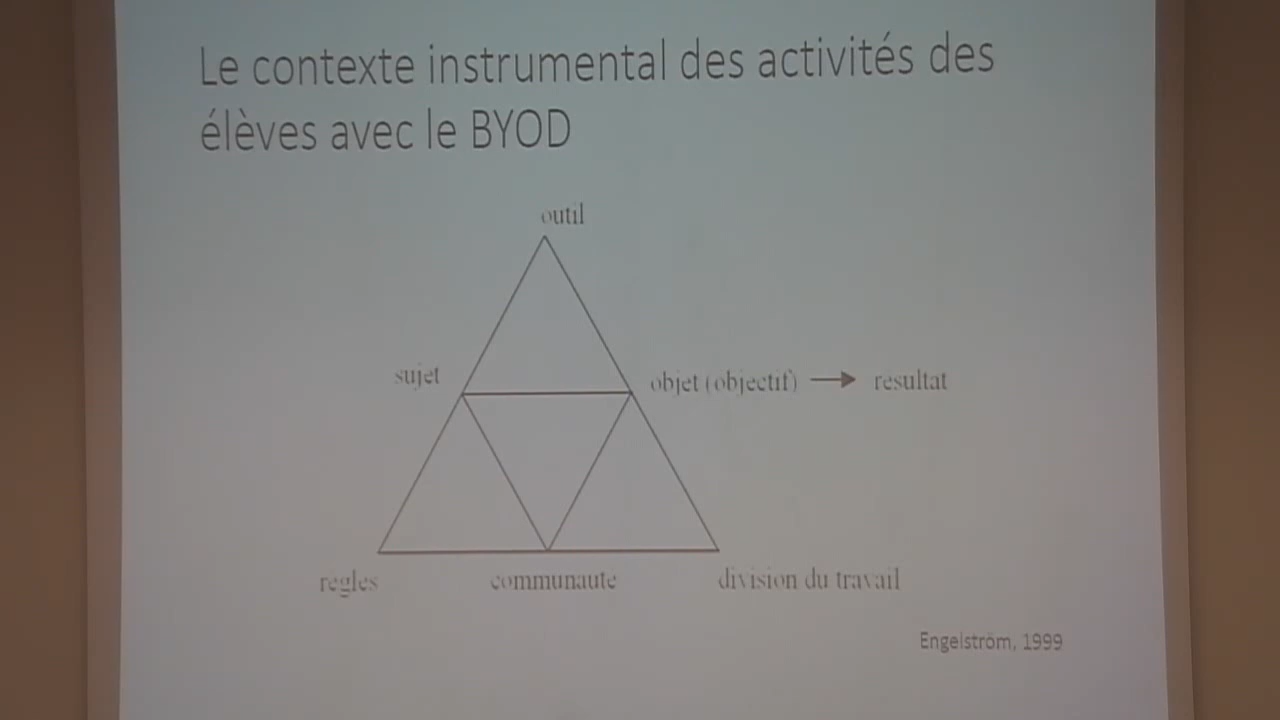 Le contexte instrumental des activités des
élèves avec le BYOD
outil
sujet
objet (objectif) → resultat
regles
communaute
division du travail
Engelström, 1999